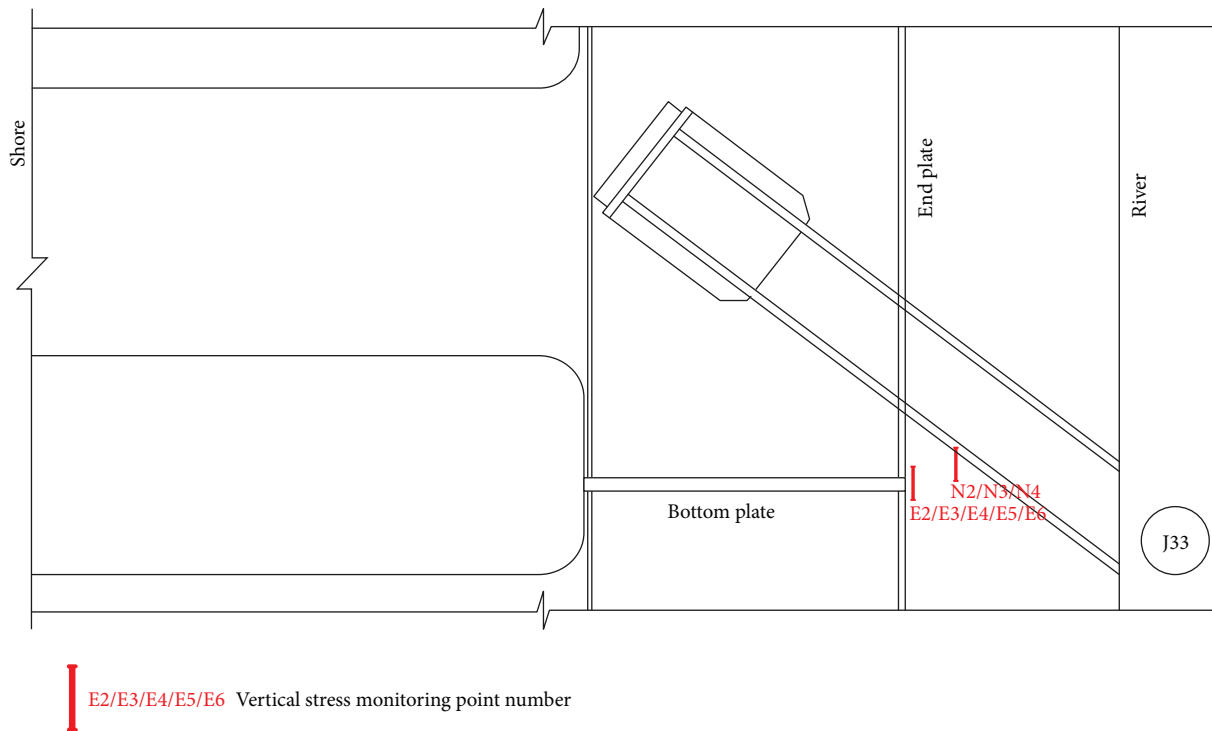 Shore
End plate
River
N2/N3/N4
E2/E3/E4/E5/E6
Bottom plate
J33
E2/E3/E4/E5/E6 Vertical stress monitoring point number